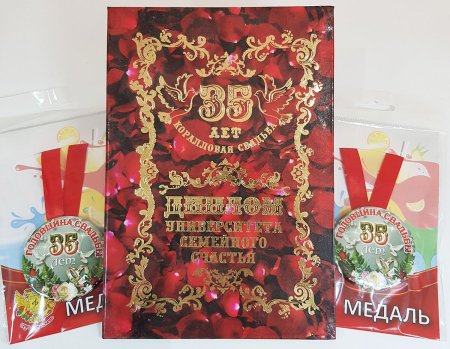 35
ЛЕТ
КОРАЛЛОВАЯ СВАДЬБА
ДИПЛОМ
УНИВЕРСИТЕТА
СЕМЕЙНОГО
СЧАСТЬЯ
ГОДОВЩИНА СВАДЬБЫ
35
лет
МЕДАЛЬ
ГОДОВЩИНА СВАДЬБЫ
35
лет
МЕДАЛЬ